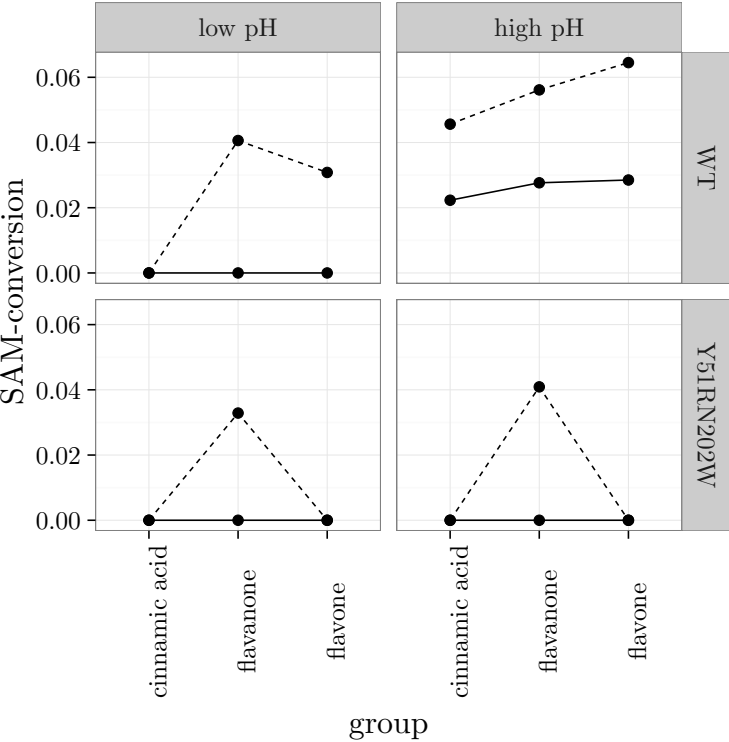 low pH
high pH
0.06
0.04
0.02
0.00
WT
SAM-conversion
0.06
0.04
0.02
0.00
Y51RN202W
cinnamic acid
flavanone
flavone
cinnamic acid
flavanone
flavone
group